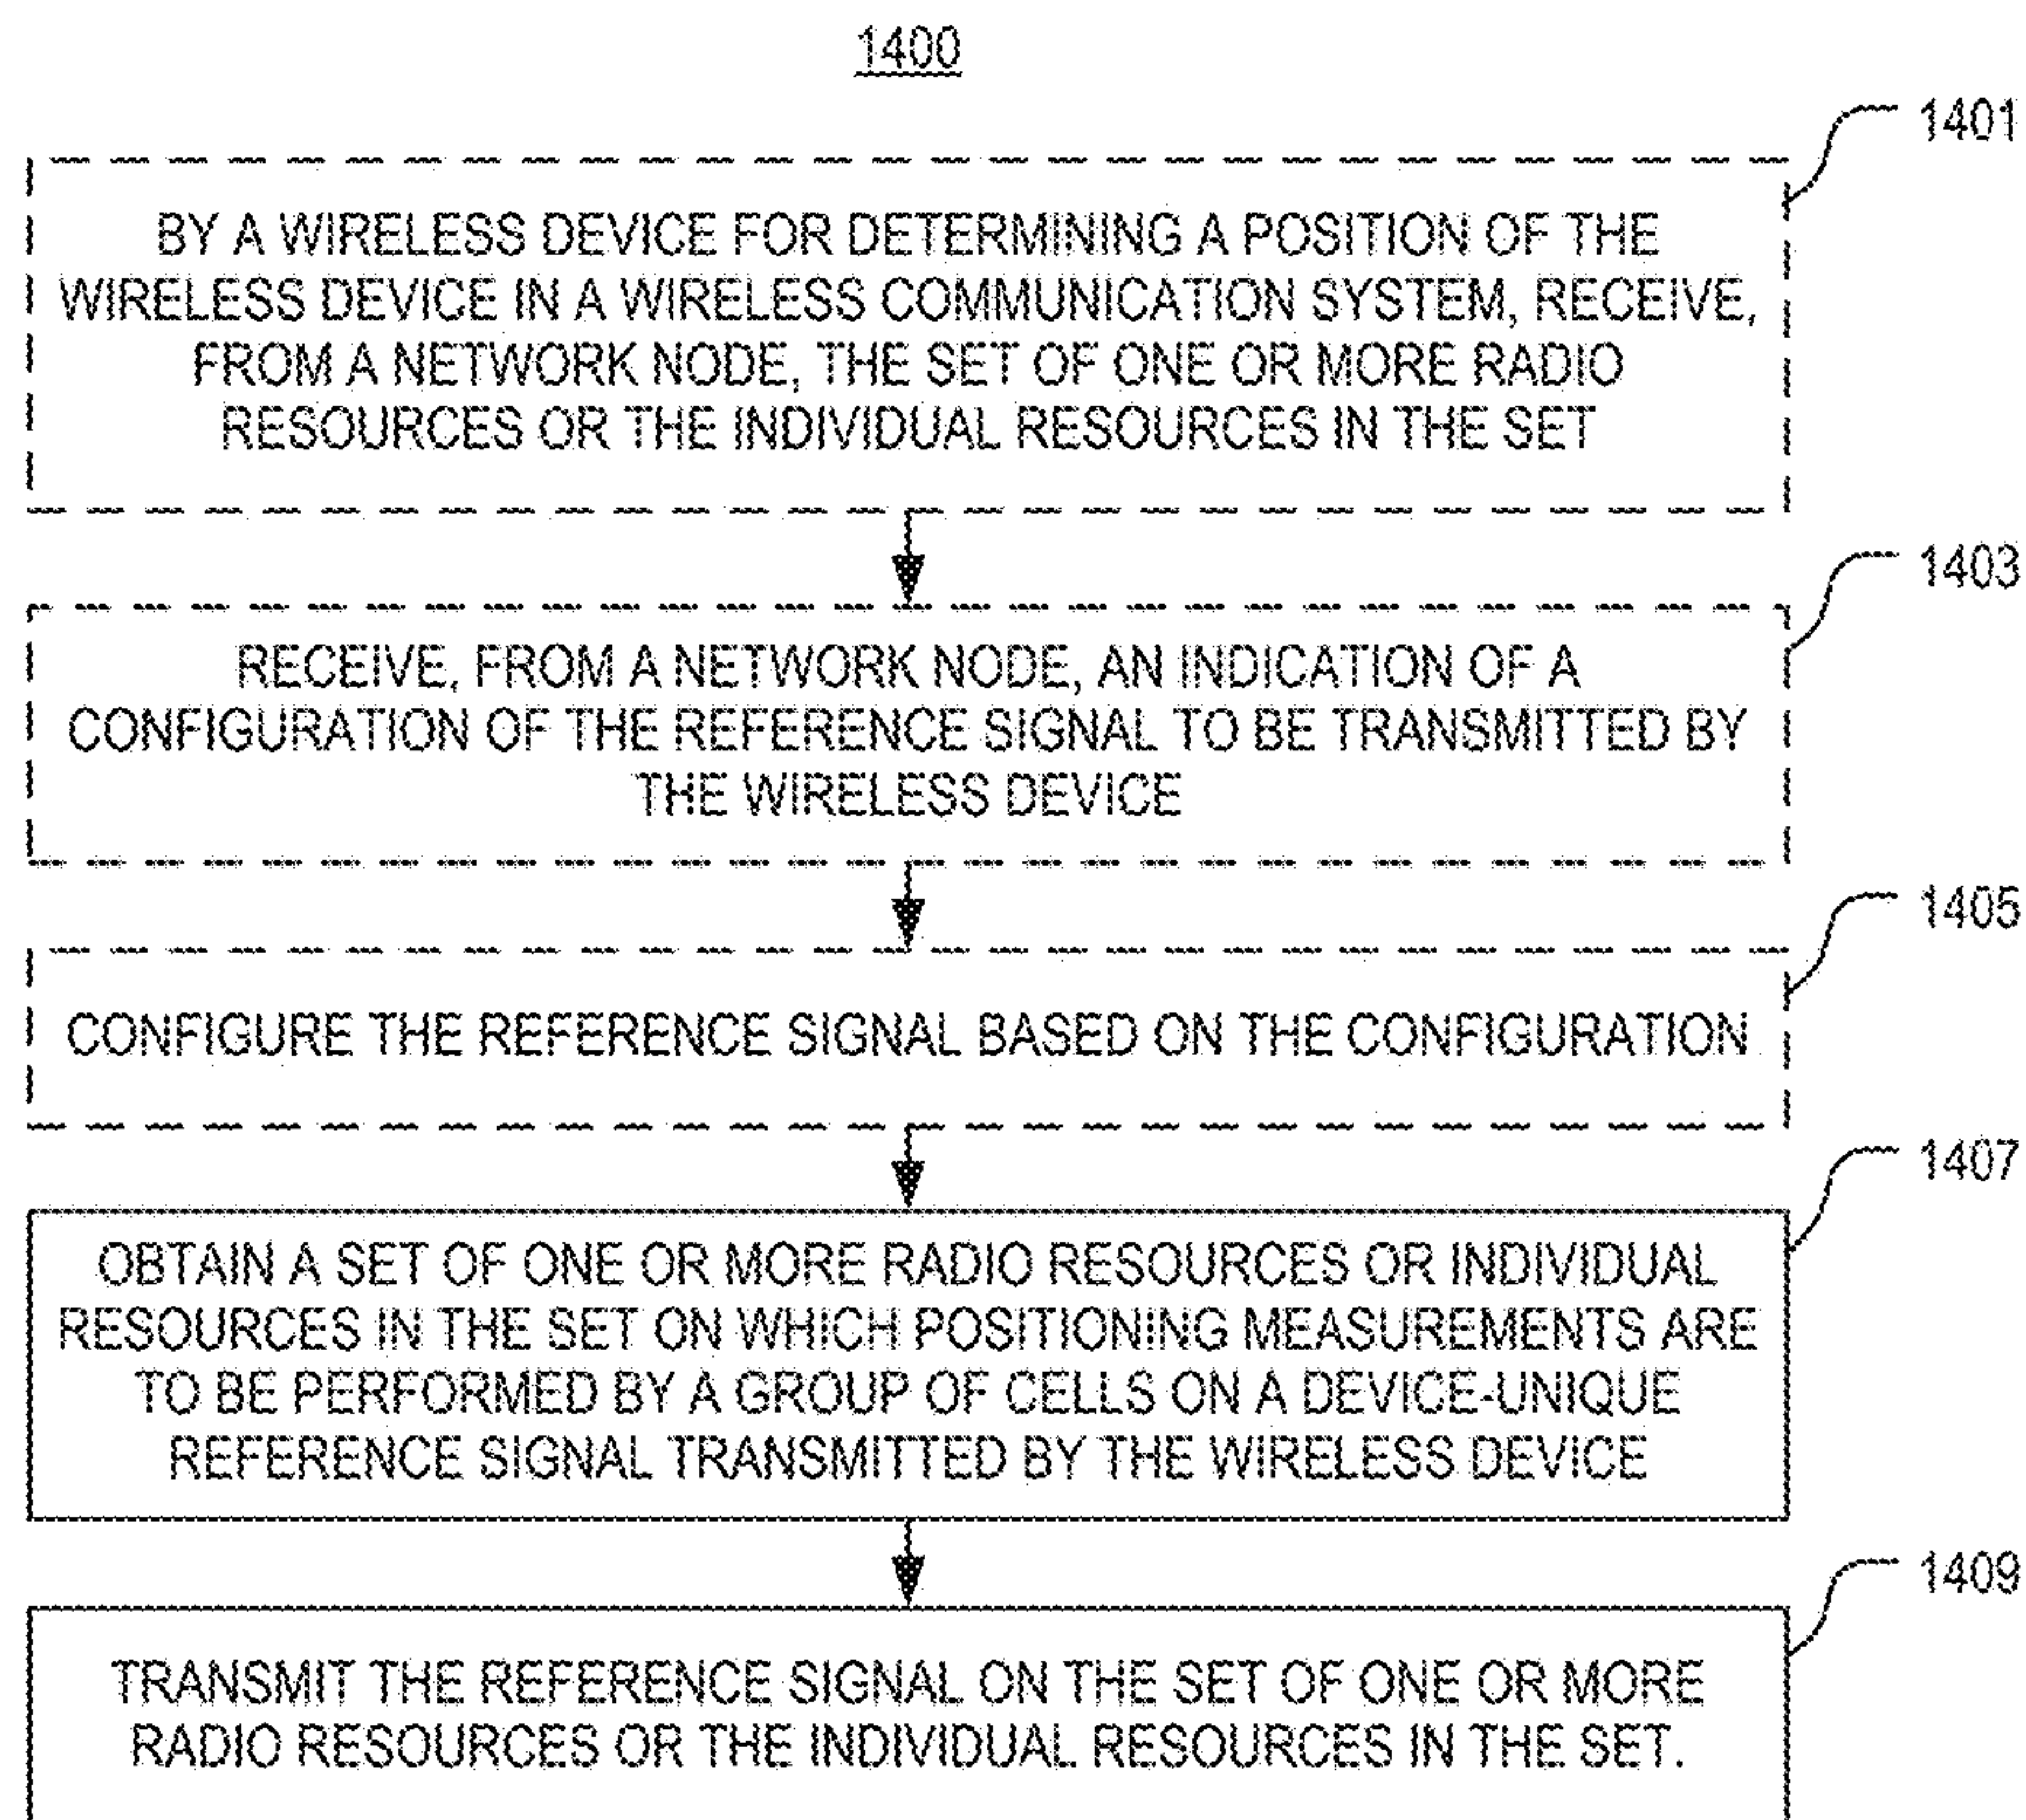 1400
1401
BY A WIRELESS DEVICE FOR DETERMINING A POSITION OF THE
WIRELESS DEVICE IN A WIRELESS COMMUNICATION SYSTEM, RECEIVE,
FROM A NETWORK NODE, THE SET OF ONE OR MORE RADIO
RESOURCES OR THE INDIVIDUAL RESOURCES IN THE SET
1403
RECEIVE, FROM A NETWORK NODE, AN INDICATION OF A
CONFIGURATION OF THE REFERENCE SIGNAL TO BE TRANSMITTED BY
THE WIRELESS DEVICE
1405
CONFIGURE THE REFERENCE SIGNAL BASED ON THE CONFIGURATION
1407
OBTAIN A SET OF ONE OR MORE RADIO RESOURCES OR INDIVIDUAL
RESOURCES IN THE SET ON WHICH POSITIONING MEASUREMENTS ARE
TO BE PERFORMED BY A GROUP OF CELLS ON A DEVICE-UNIQUE
REFERENCE SIGNAL TRANSMITTED BY THE WIRELESS DEVICE
1409
TRANSMIT THE REFERENCE SIGNAL ON THE SET OF ONE OR MORE
RADIO RESOURCES OR THE INDIVIDUAL RESOURCES IN THE SET.